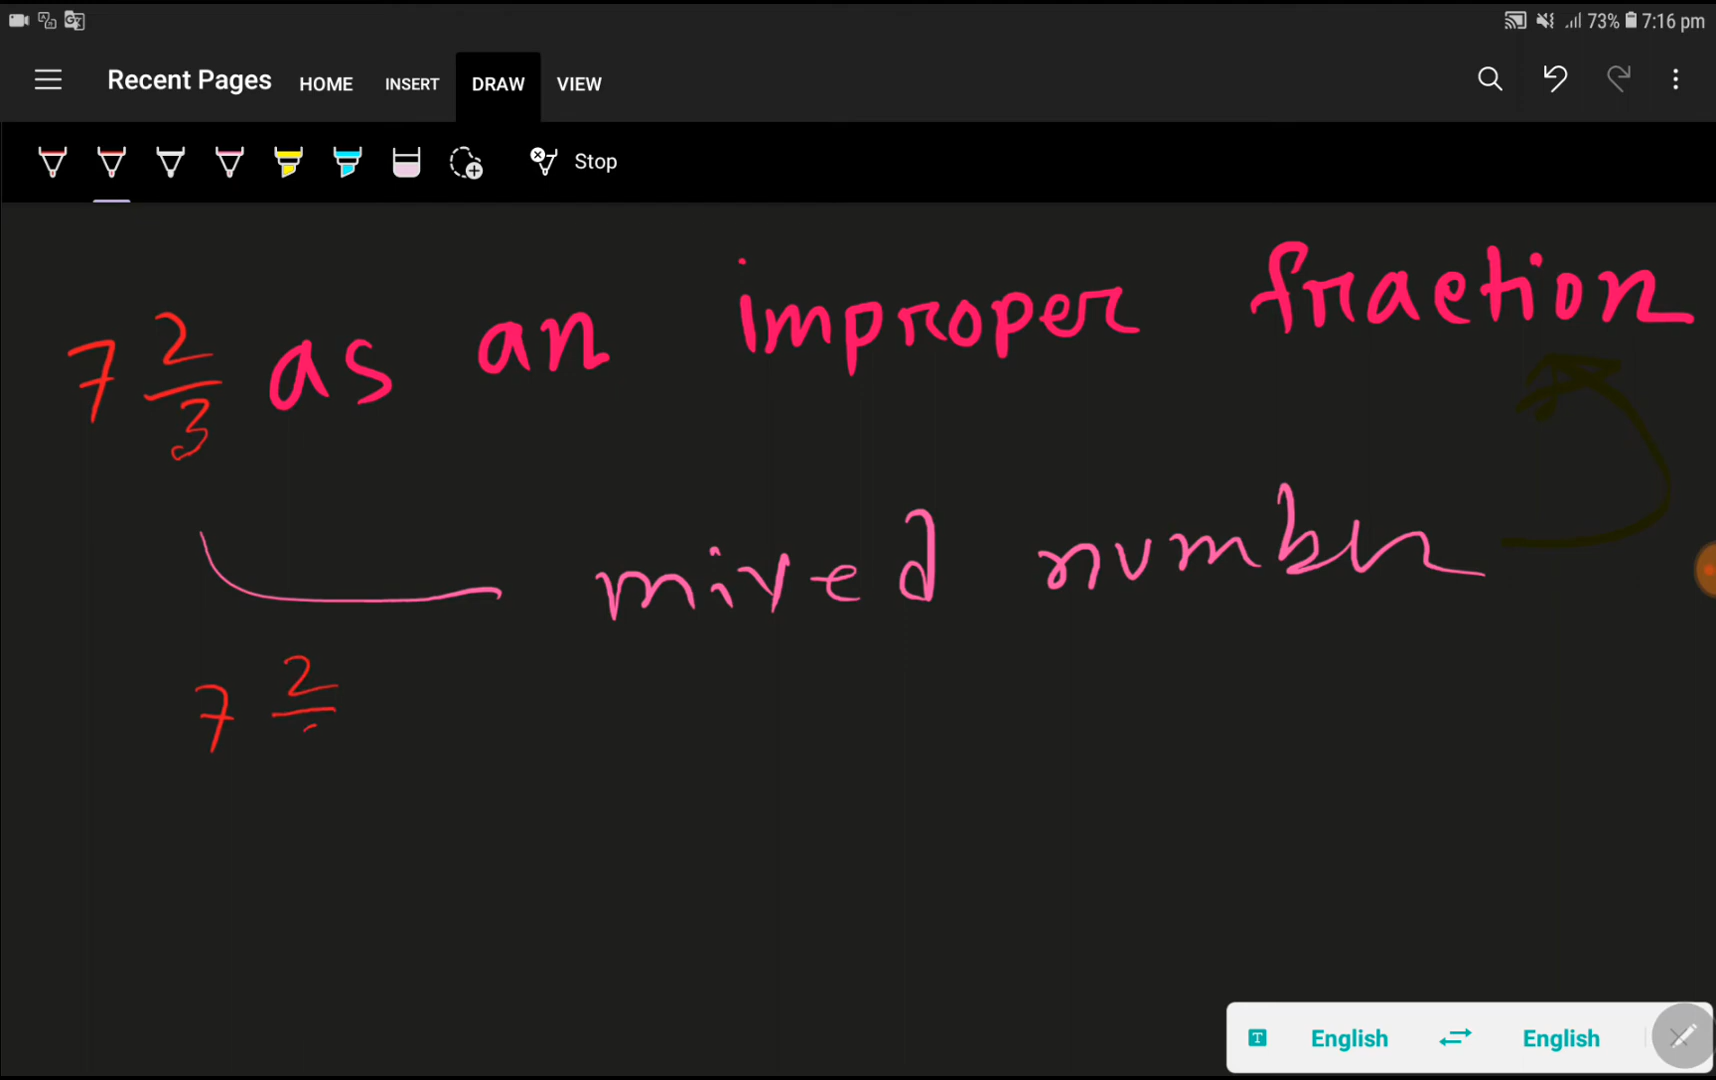 73% 7:16 pm
Recent Pages HOME INSERT DRAW VIEW
Stop
7 2/3 as an improper fraction
mixed number
7 2
English English